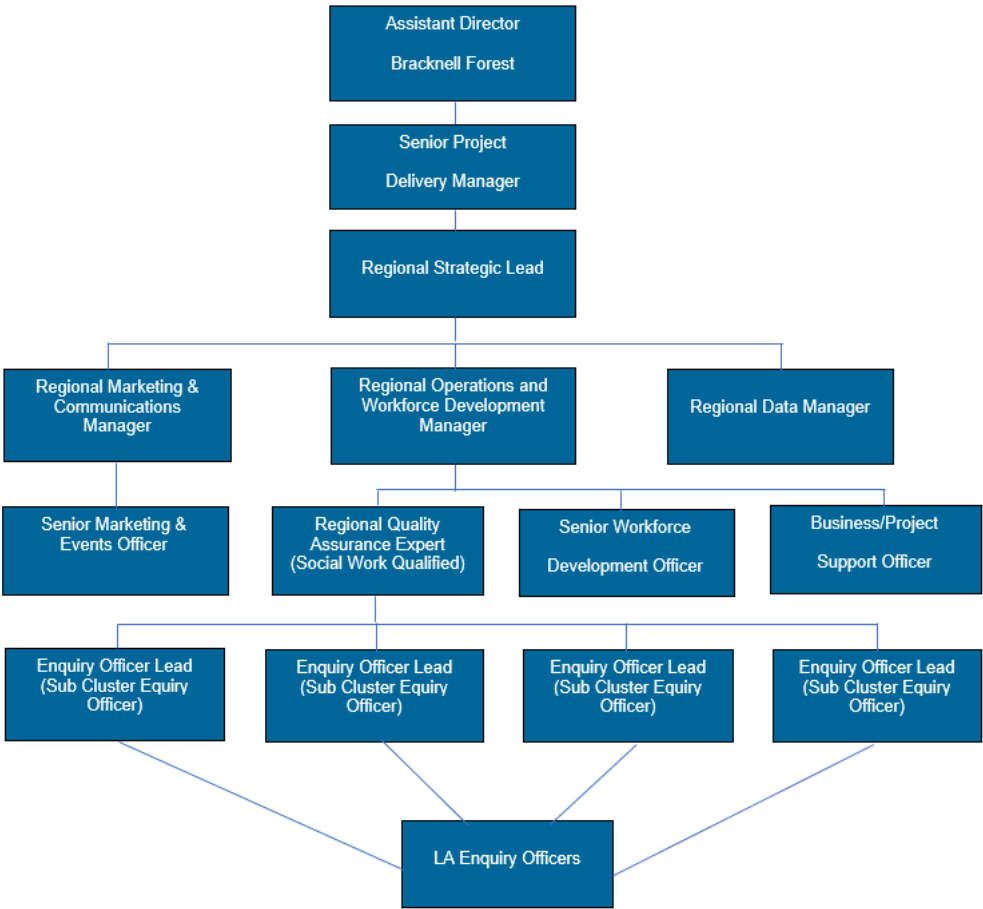 Assistant Director
Bracknell Forest
Senior Project
Delivery Manager
Regional Strategic Lead
Regional Marketing &
Communications
Manager
Regional Operations and
Workforce Development
Manager
Regional Data Manager
Senior Marketing &
Events Officer
Regional Quality
Assurance Expert
(Social Work Qualified)
Senior Workforce
Development Officer
Business/Project
Support Officer
Enquiry Officer Lead
(Sub Cluster Equiry
Officer)
Enquiry Officer Lead
(Sub Cluster Equiry
Officer)
Enquiry Officer Lead
(Sub Cluster Equiry
Officer)
Enquiry Officer Lead
(Sub Cluster Equiry
Officer)
LA Enquiry Officers